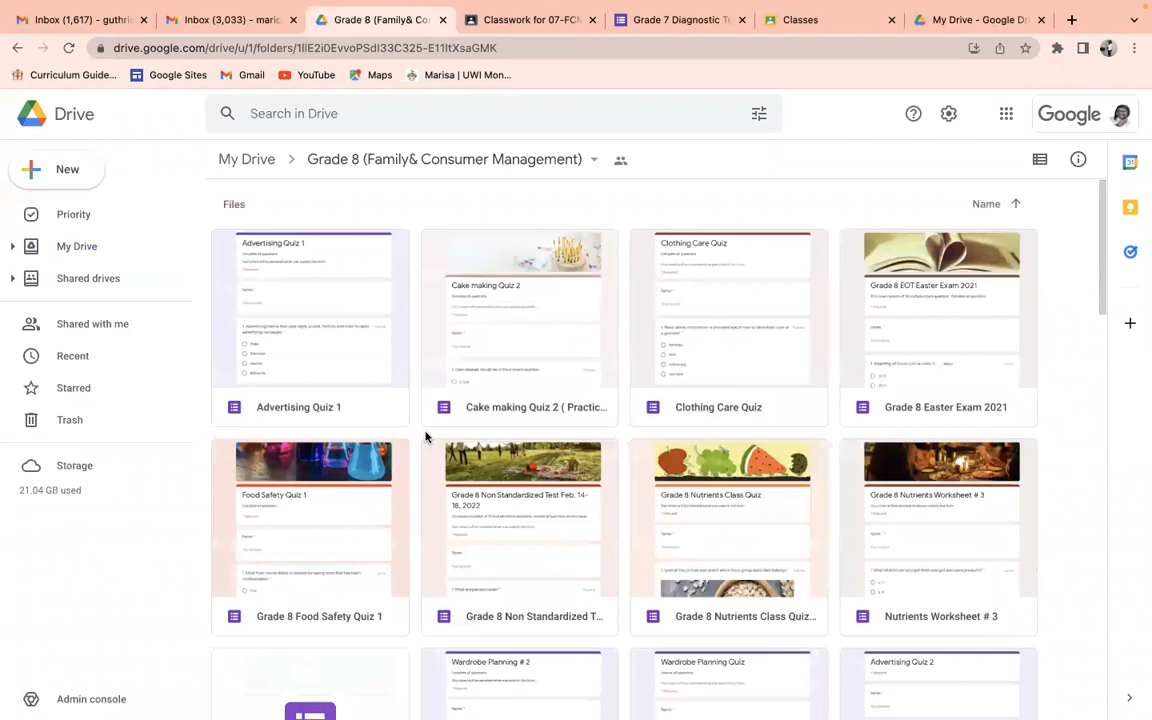 Inbox (1,617) - guthri
Inbox (3,033) - maric
Grade 8 (Family& Co
Classwork for 07-FCM
Grade 7 Diagnostic T
Classes
My Drive - Google Dri
drive.google.com/drive/u/1/folders/1IlE2i0EvvoPSdI33C325-E11ItXsaGMK
Curriculum Guide...
Google Sites
Gmail
YouTube
Maps
Marisa | UWI Mon...
Drive
Search in Drive
Google
New
My Drive
Grade 8 (Family& Consumer Management)
Priority
My Drive
Shared drives
Shared with me
Recent
Starred
Trash
Storage
21.04 GB used
Admin console
Files
Name
Advertising Quiz 1
Advertising Quiz 1
Cake making Quiz 2
Cake making Quiz 2 ( Practic...
Clothing Care Quiz
Clothing Care Quiz
Grade 8 EOT Easter Exam 2021
Grade 8 Easter Exam 2021
Food Safety Quiz 1
Grade 8 Food Safety Quiz 1
Grade 8 Non Standardized Test Feb. 14-
18, 2022
Grade 8 Non Standardized T...
Grade 8 Nutrients Class Quiz
Grade 8 Nutrients Class Quiz...
Grade 8 Nutrients Worksheet # 3
Nutrients Worksheet # 3
Wardrobe Planning # 2
Wardrobe Planning Quiz
Advertising Quiz 2